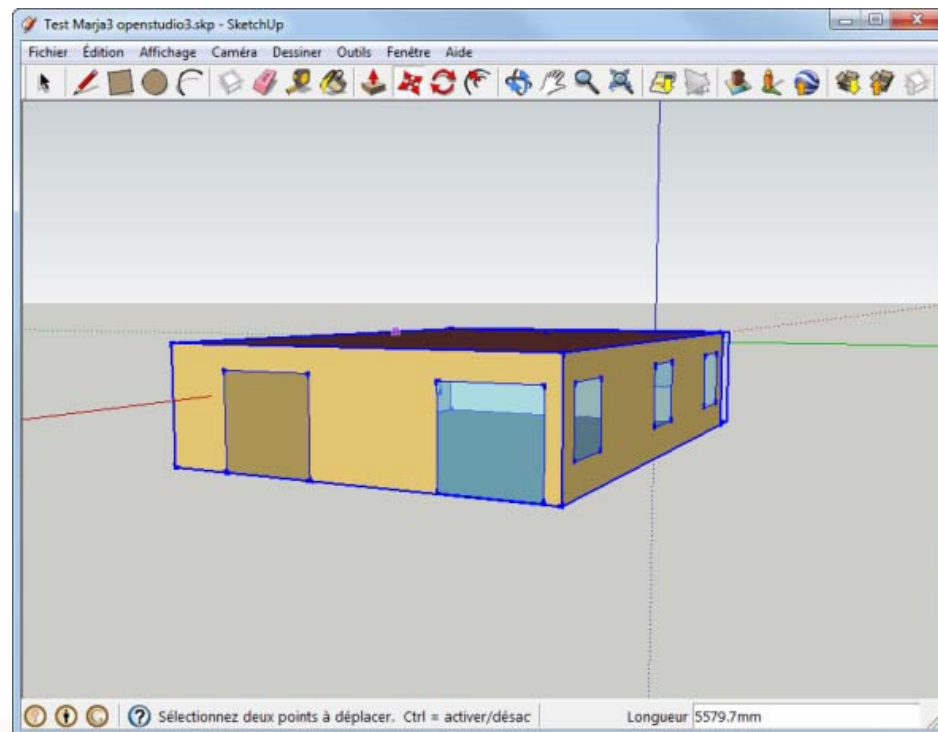 Test Marja3 openstudio3.skp - SketchUp
Fichier Édition Affichage Caméra Dessiner Outils Fenêtre Aide
Sélectionnez deux points à déplacer. Ctrl = activer/désac Longueur 5579.7mm